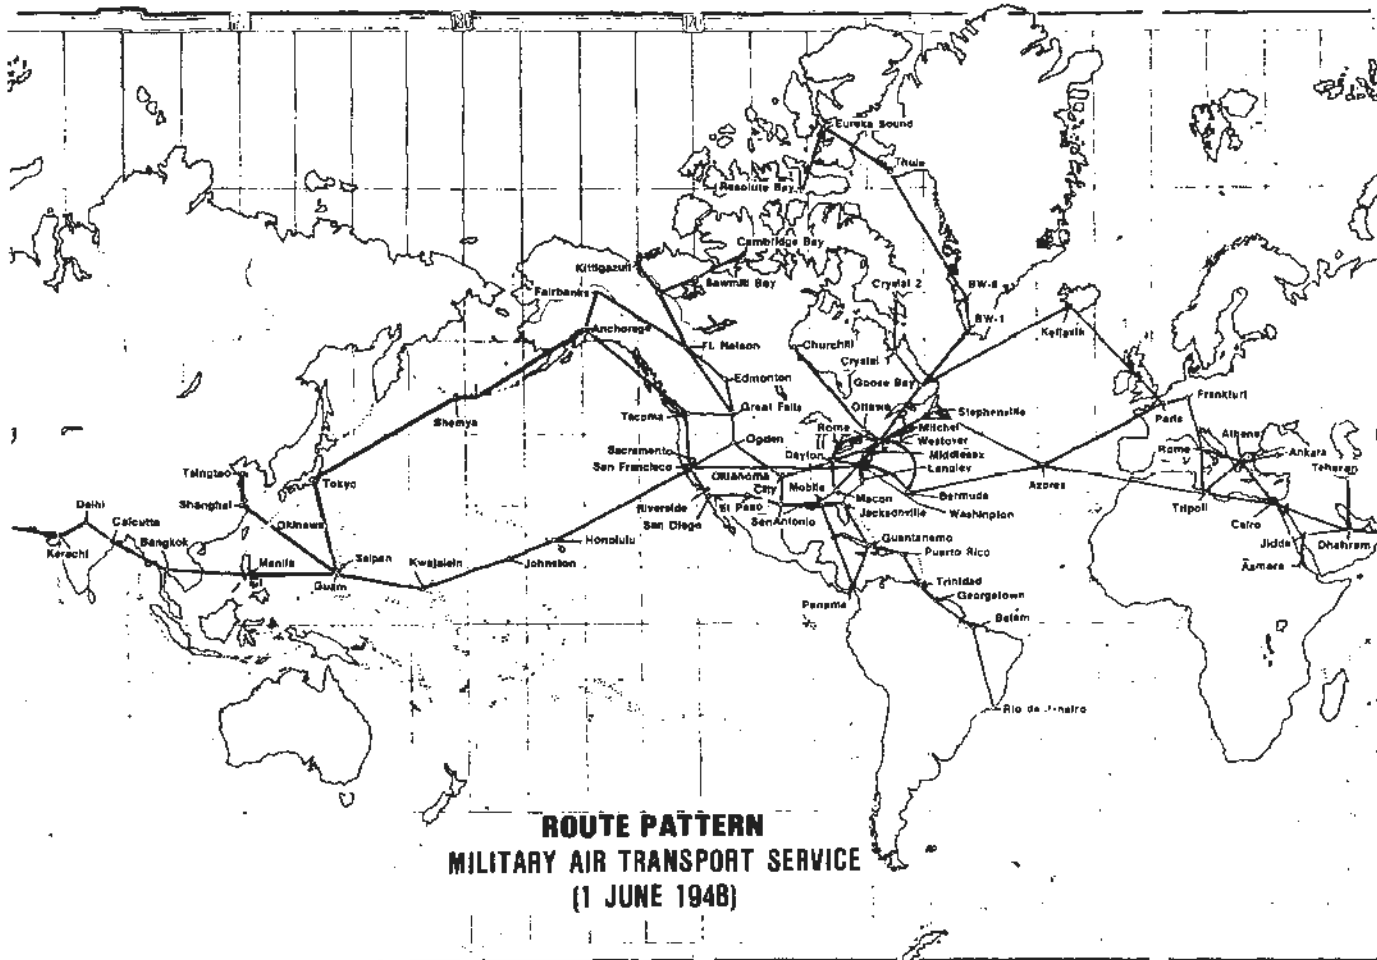 180
Eureka Sound
Thule
Resolute Bay
Cambridge Bay
Kittigazuit
Sawmill Bay
Crystal 2
BW-8
Fairbanks
BW-1
Anchorage
Keflavik
Ft. Nelson
Churchill
Crystal 1
Edmonton
Goose Bay
Frankfurt
Shemya
Tacoma
Great Falls
Ottawa
Stephenville
Paris
Rome
Mitchel
Athens
Ogden
Westover
Sacramento
Dayton
Middlesex
Rome
Ankara
San Francisco
Langley
Teheran
Tsingtao
Tokyo
Oklahoma
City
Mobile
Azores
Delhi
Shanghai
Riverside
El Paso
Macon
Bermuda
Tripoli
Calcutta
Okinawa
San Diego
San Antonio
Jacksonville
Washington
Cairo
Karachi
Bangkok
Honolulu
Guantanamo
Jidda
Dhahran
Manila
Saipan
Kwajalein
Johnston
Puerto Rico
Asmara
Guam
Panama
Trinidad
Georgetown
Belem
Rio de Janeiro
ROUTE PATTERN
MILITARY AIR TRANSPORT SERVICE
(1 JUNE 1948)